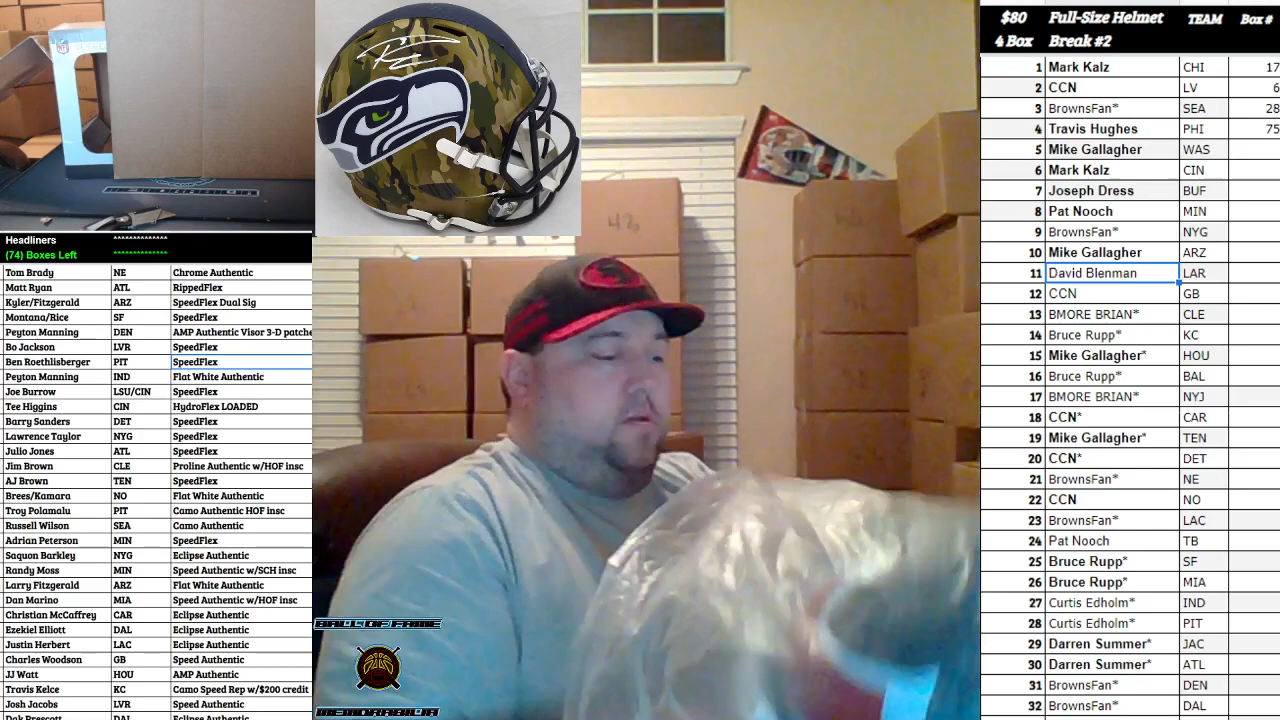 Headliners **************
(74) Boxes Left **************
Tom Brady NE Chrome Authentic
Matt Ryan ATL RippedFlex
Kyler/Fitzgerald ARZ SpeedFlex Dual Sig
Montana/Rice SF SpeedFlex
Peyton Manning DEN AMP Authentic Visor 3-D patche
Bo Jackson LVR SpeedFlex
Ben Roethlisberger PIT SpeedFlex
Peyton Manning IND Flat White Authentic
Joe Burrow LSU/CIN SpeedFlex
Tee Higgins CIN HydroFlex LOADED
Barry Sanders DET SpeedFlex
Lawrence Taylor NYG SpeedFlex
Julio Jones ATL SpeedFlex
Jim Brown CLE Proline Authentic w/HOF insc
AJ Brown TEN SpeedFlex
Brees/Kamara NO Flat White Authentic
Troy Polamalu PIT Camo Authentic HOF insc
Russell Wilson SEA Camo Authentic
Adrian Peterson MIN SpeedFlex
Saquon Barkley NYG Eclipse Authentic
Randy Moss MIN Speed Authentic w/SCH insc
Larry Fitzgerald ARZ Flat White Authentic
Dan Marino MIA Speed Authentic w/HOF insc
Christian McCaffrey CAR Eclipse Authentic
Ezekiel Elliott DAL Eclipse Authentic
Justin Herbert LAC Eclipse Authentic
Charles Woodson GB Speed Authentic
JJ Watt HOU AMP Authentic
Travis Kelce KC Camo Speed Rep w/$200 credit
Josh Jacobs LVR Speed Authentic
Dak Prescott DAL Eclipse Authentic
NFL
42
BALL OF FAME
MEMORABILIA
$80 Full-Size Helmet TEAM Box #
4 Box Break #2
1 Mark Kalz CHI 17
2 CCN LV 6
3 BrownsFan* SEA 28
4 Travis Hughes PHI 75
5 Mike Gallagher WAS
6 Mark Kalz CIN
7 Joseph Dress BUF
8 Pat Nooch MIN
9 BrownsFan* NYG
10 Mike Gallagher ARZ
11 David Blenman LAR
12 CCN GB
13 BMORE BRIAN* CLE
14 Bruce Rupp* KC
15 Mike Gallagher* HOU
16 Bruce Rupp* BAL
17 BMORE BRIAN* NYJ
18 CCN* CAR
19 Mike Gallagher* TEN
20 CCN* DET
21 BrownsFan* NE
22 CCN NO
23 BrownsFan* LAC
24 Pat Nooch TB
25 Bruce Rupp* SF
26 Bruce Rupp* MIA
27 Curtis Edholm* IND
28 Curtis Edholm* PIT
29 Darren Summer* JAC
30 Darren Summer* ATL
31 BrownsFan* DEN
32 BrownsFan* DAL